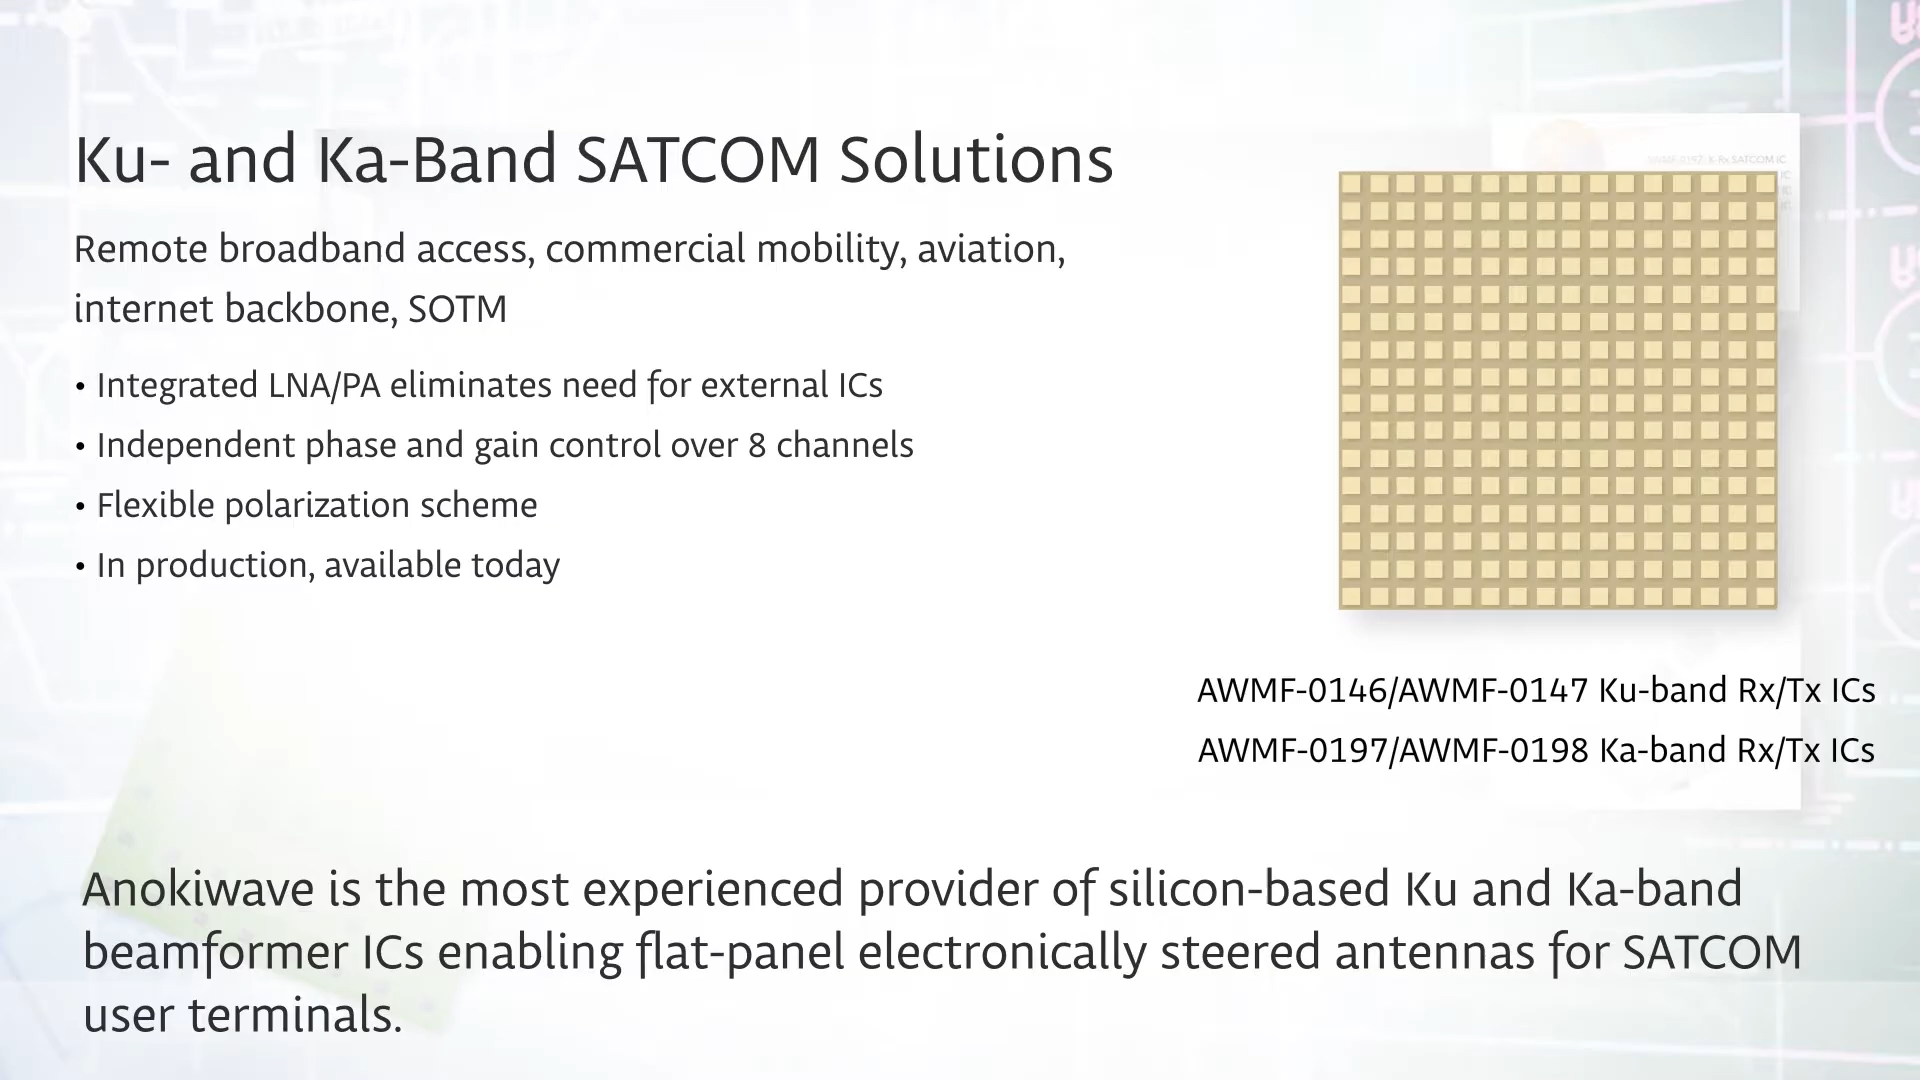 Ku- and Ka-Band SATCOM Solutions
Remote broadband access, commercial mobility, aviation,
internet backbone, SOTM
• Integrated LNA/PA eliminates need for external ICs
• Independent phase and gain control over 8 channels
• Flexible polarization scheme
• In production, available today
AWMF-0146/AWMF-0147 Ku-band Rx/Tx ICs
AWMF-0197/AWMF-0198 Ka-band Rx/Tx ICs
Anokiwave is the most experienced provider of silicon-based Ku and Ka-band
beamformer ICs enabling flat-panel electronically steered antennas for SATCOM
user terminals.